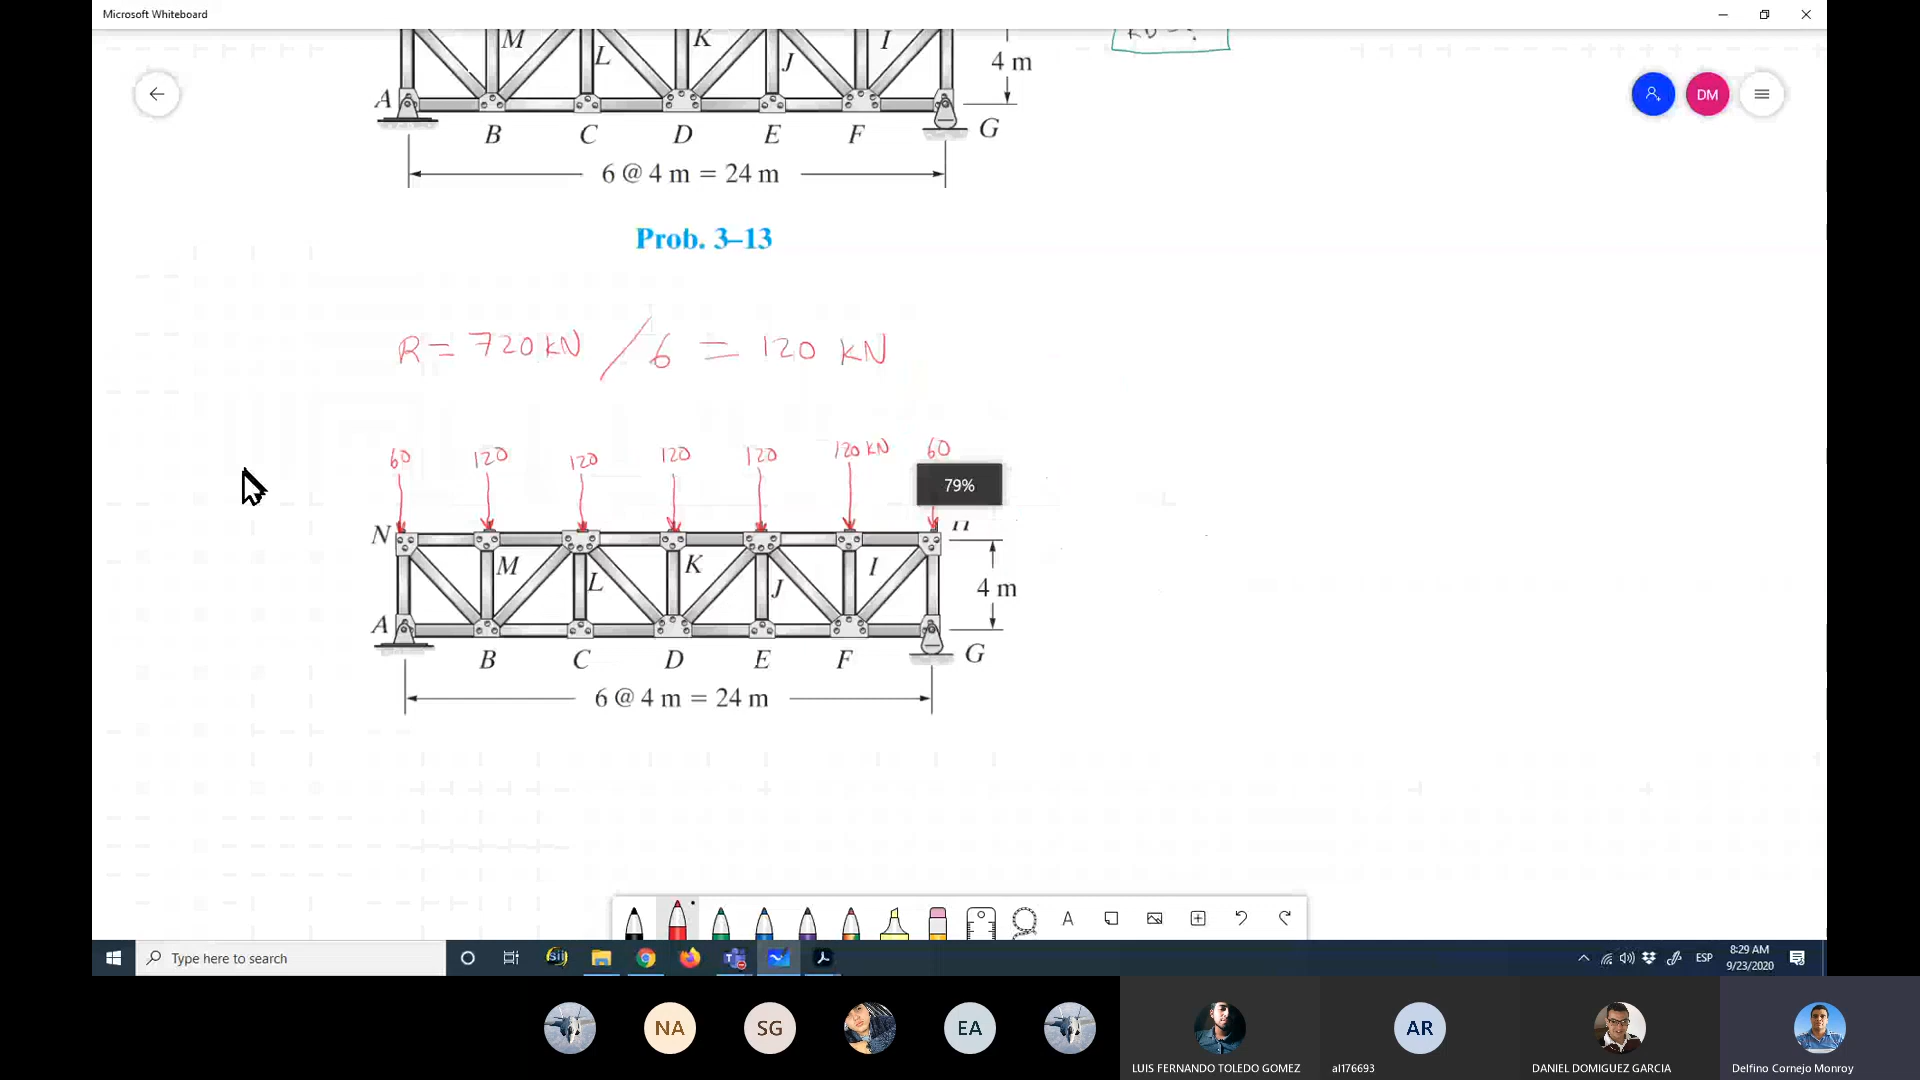 Microsoft Whiteboard
M
L
K
J
I
4 m
A
B
C
D
E
F
G
6 @ 4 m = 24 m
DM
Prob. 3–13
R = 720 kN / 6 = 120 kN
60
120
120
120
120
120 kN
60
79%
N
M
L
K
J
I
4 m
A
B
C
D
E
F
G
6 @ 4 m = 24 m
A
Type here to search
sii
ESP
8:29 AM
9/23/2020
NA
SG
EA
AR
LUIS FERNANDO TOLEDO GOMEZ
al176693
DANIEL DOMIGUEZ GARCIA
Delfino Cornejo Monroy